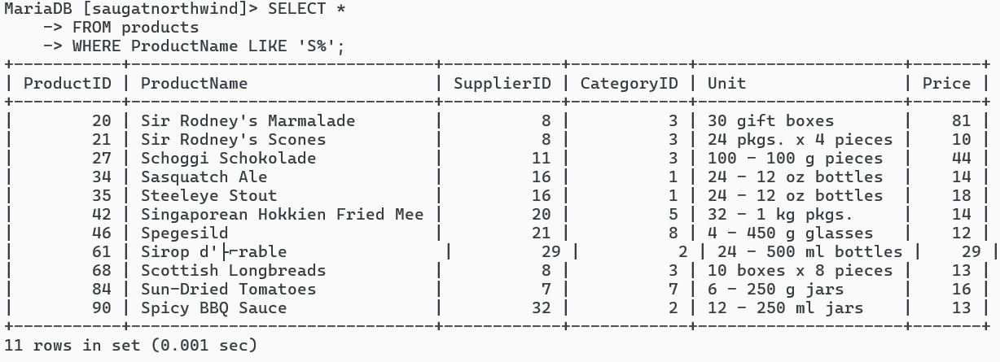 MariaDB [saugatnorthwind]> SELECT *
    -> FROM products
    -> WHERE ProductName LIKE 'S%';
+-----------+-------------------------------+------------+------------+---------------------+-------+
| ProductID | ProductName                   | SupplierID | CategoryID | Unit                | Price |
+-----------+-------------------------------+------------+------------+---------------------+-------+
|        20 | Sir Rodney's Marmalade        |          8 |          3 | 30 gift boxes       |    81 |
|        21 | Sir Rodney's Scones           |          8 |          3 | 24 pkgs. x 4 pieces |    10 |
|        27 | Schoggi Schokolade            |         11 |          3 | 100 - 100 g pieces  |    44 |
|        34 | Sasquatch Ale                 |         16 |          1 | 24 - 12 oz bottles  |    14 |
|        35 | Steeleye Stout                |         16 |          1 | 24 - 12 oz bottles  |    18 |
|        42 | Singaporean Hokkien Fried Mee |         20 |          5 | 32 - 1 kg pkgs.     |    14 |
|        46 | Spegesild                     |         21 |          8 | 4 - 450 g glasses   |    12 |
|        61 | Sirop d'├⌐rable                |         29 |          2 | 24 - 500 ml bottles |    29 |
|        68 | Scottish Longbreads           |          8 |          3 | 10 boxes x 8 pieces |    13 |
|        84 | Sun-Dried Tomatoes            |          7 |          7 | 6 - 250 g jars      |    16 |
|        90 | Spicy BBQ Sauce               |         32 |          2 | 12 - 250 ml jars    |    13 |
+-----------+-------------------------------+------------+------------+---------------------+-------+
11 rows in set (0.001 sec)